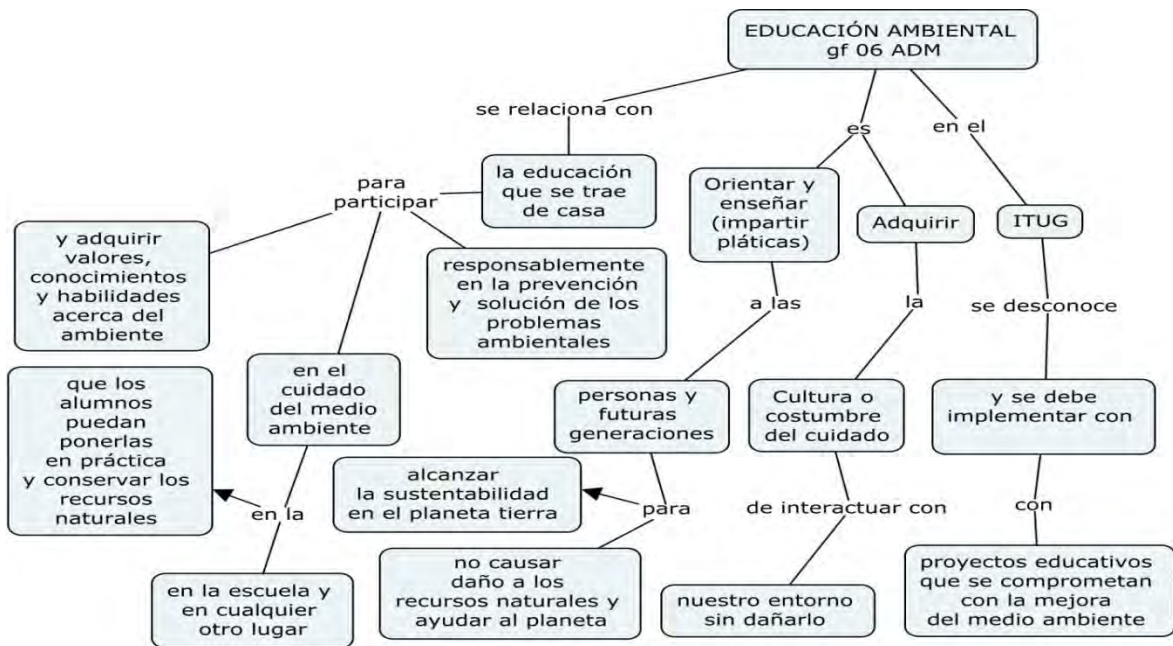 EDUCACIÓN AMBIENTAL
gf 06 ADM
se relaciona con
es
en el
la educación
que se trae
de casa
para
participar
Orientar y
enseñar
(impartir
pláticas)
Adquirir
ITUG
y adquirir
valores,
conocimientos
y habilidades
acerca del
ambiente
responsablemente
en la prevención
y solución de los
problemas
ambientales
a las
la
se desconoce
en el
cuidado
del medio
ambiente
que los
alumnos
puedan
ponerlas
en práctica
y conservar los
recursos
naturales
personas y
futuras
generaciones
Cultura o
costumbre
del cuidado
y se debe
implementar con
alcanzar
la sustentabilidad
en el planeta tierra
en la
para
de interactuar con
con
en la escuela y
en cualquier
otro lugar
no causar
daño a los
recursos naturales y
ayudar al planeta
nuestro entorno
sin dañarlo
proyectos educativos
que se comprometan
con la mejora
del medio ambiente